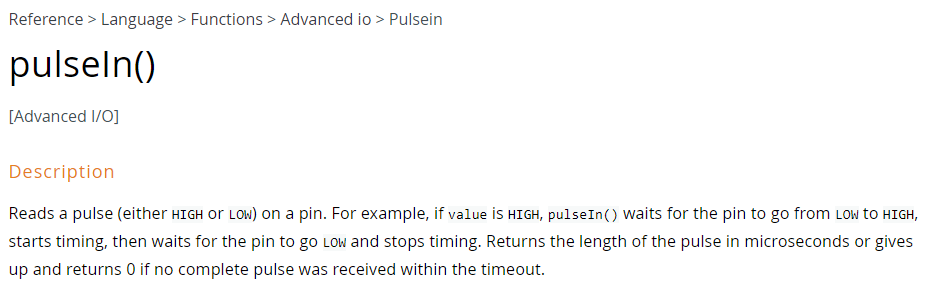 Reference > Language > Functions > Advanced io > Pulsein
pulseIn()
[Advanced I/O]
Description
Reads a pulse (either HIGH or LOW) on a pin. For example, if value is HIGH, pulseIn() waits for the pin to go from LOW to HIGH,
starts timing, then waits for the pin to go LOW and stops timing. Returns the length of the pulse in microseconds or gives
up and returns 0 if no complete pulse was received within the timeout.